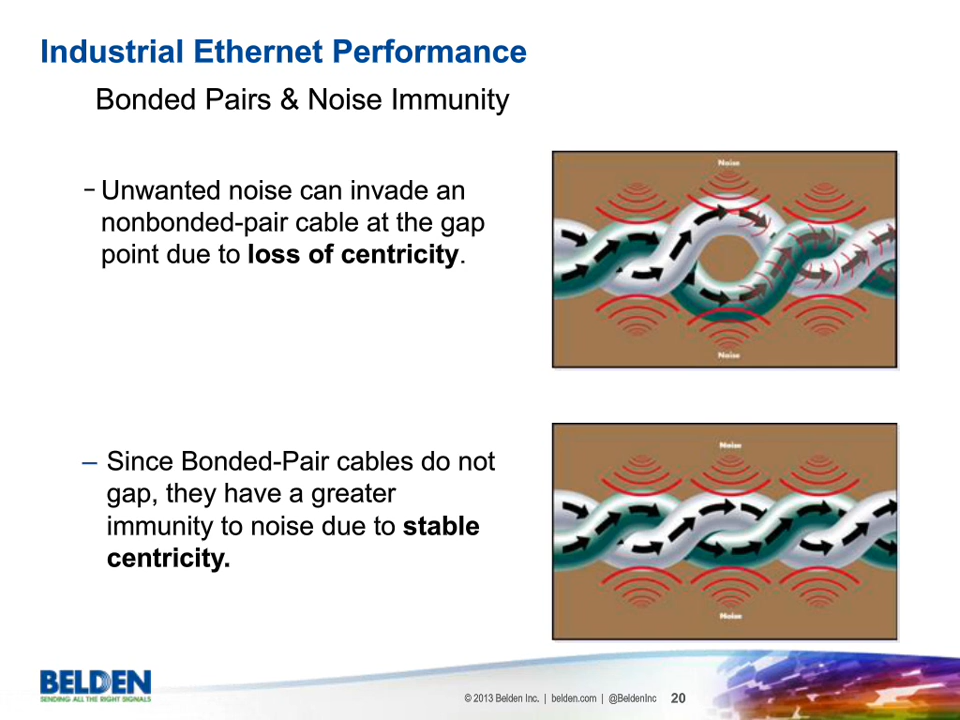 Industrial Ethernet Performance
Bonded Pairs & Noise Immunity
Noise
– Unwanted noise can invade an
nonbonded-pair cable at the gap
point due to loss of centricity.
Noise
Noise
– Since Bonded-Pair cables do not
gap, they have a greater
immunity to noise due to stable
centricity.
Noise
BELDEN
SENDING ALL THE RIGHT SIGNALS
© 2013 Belden Inc. | belden.com | @BeldenInc 20